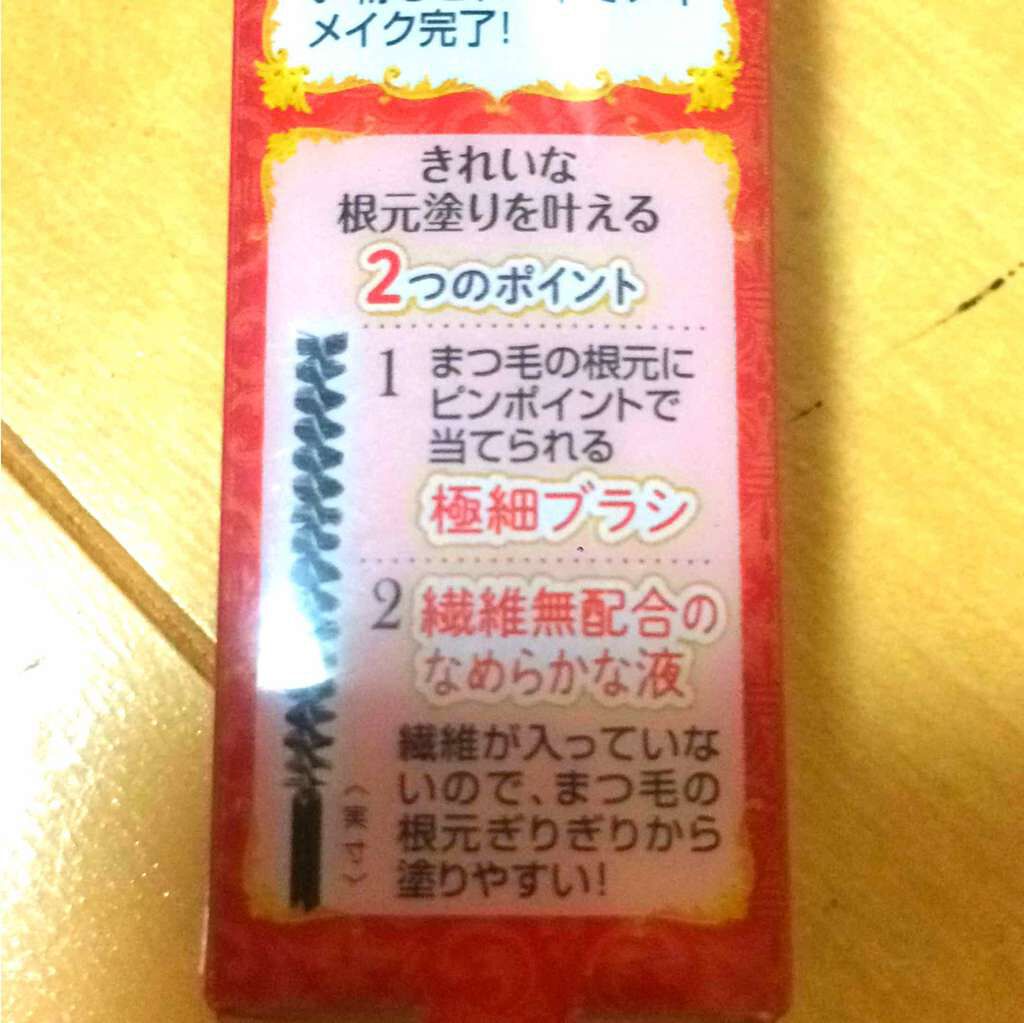 メイク完了!
きれいな
根元塗りを叶える
2つのポイント
1 まつ毛の根元に
ピンポイントで
当てられる
極細ブラシ
2 繊維無配合の
なめらかな液
繊維が入っていな
いので、まつ毛の
根元ぎりぎりから
塗りやすい!
〈実寸〉